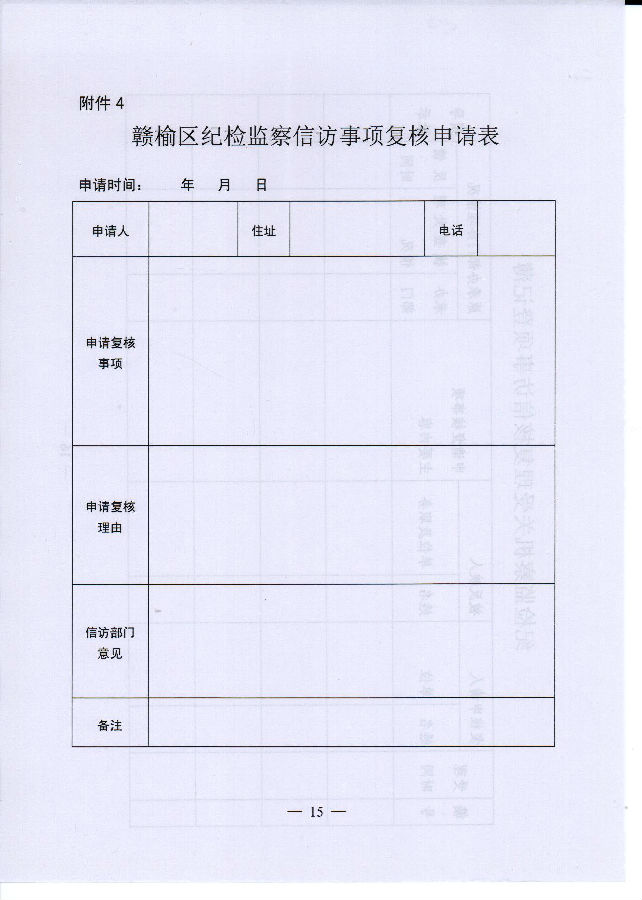 附件 4
赣榆区纪检监察信访事项复核申请表
申请时间： 年 月 日
申请人 住址 电话
申请复核
事项
申请复核
理由
信访部门
意见
备注
— 15 —